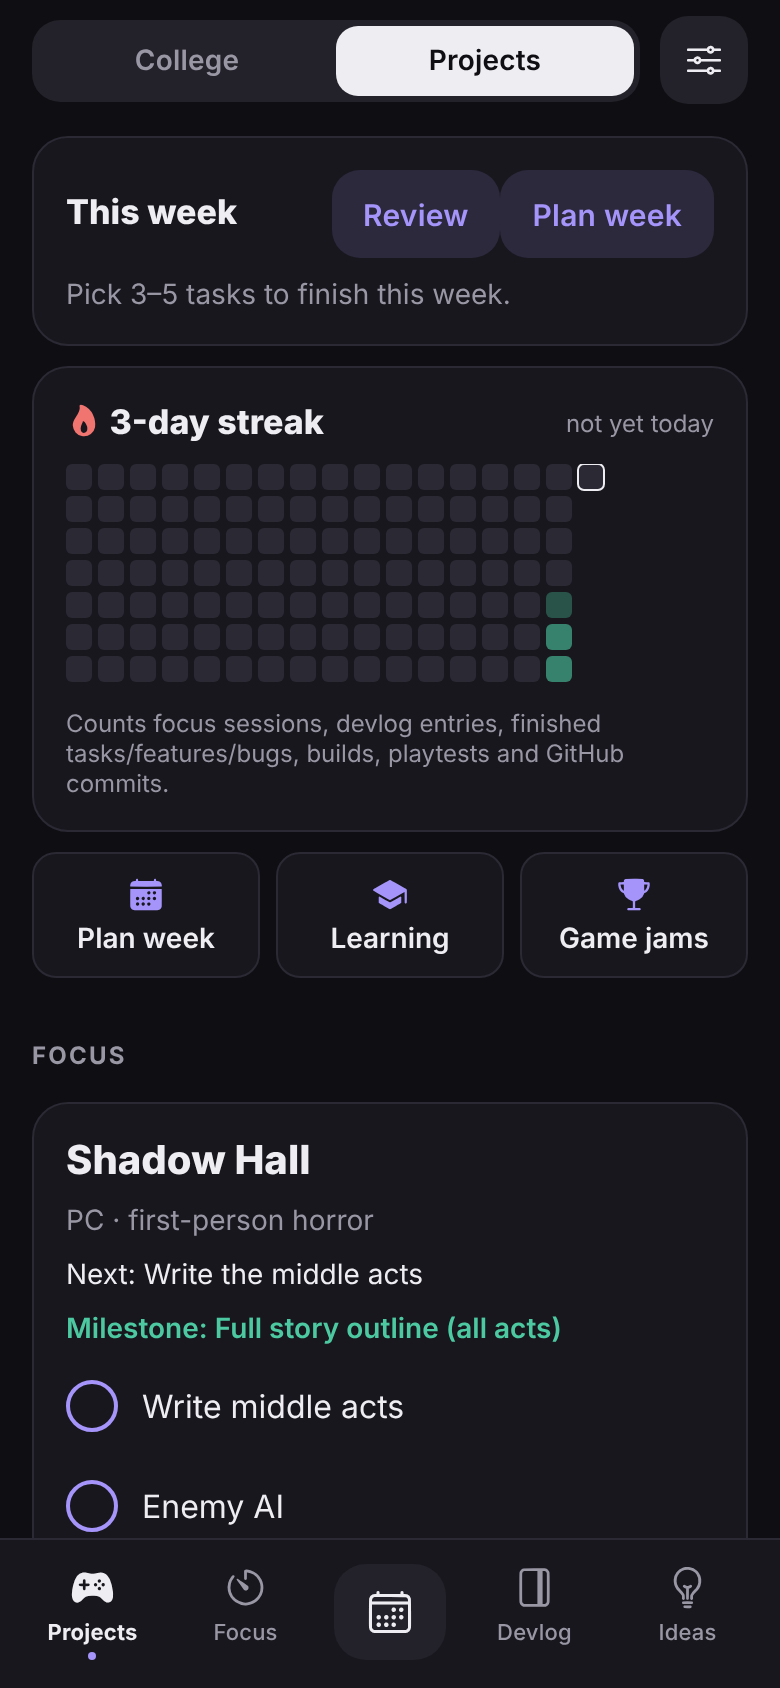 College
Projects
This week
Review
Plan week
Pick 3–5 tasks to finish this week.
3-day streak
not yet today
Counts focus sessions, devlog entries, finished
tasks/features/bugs, builds, playtests and GitHub
commits.
Plan week
Learning
Game jams
FOCUS
Shadow Hall
PC · first-person horror
Next: Write the middle acts
Milestone: Full story outline (all acts)
Write middle acts
Enemy AI
Projects
Focus
Devlog
Ideas